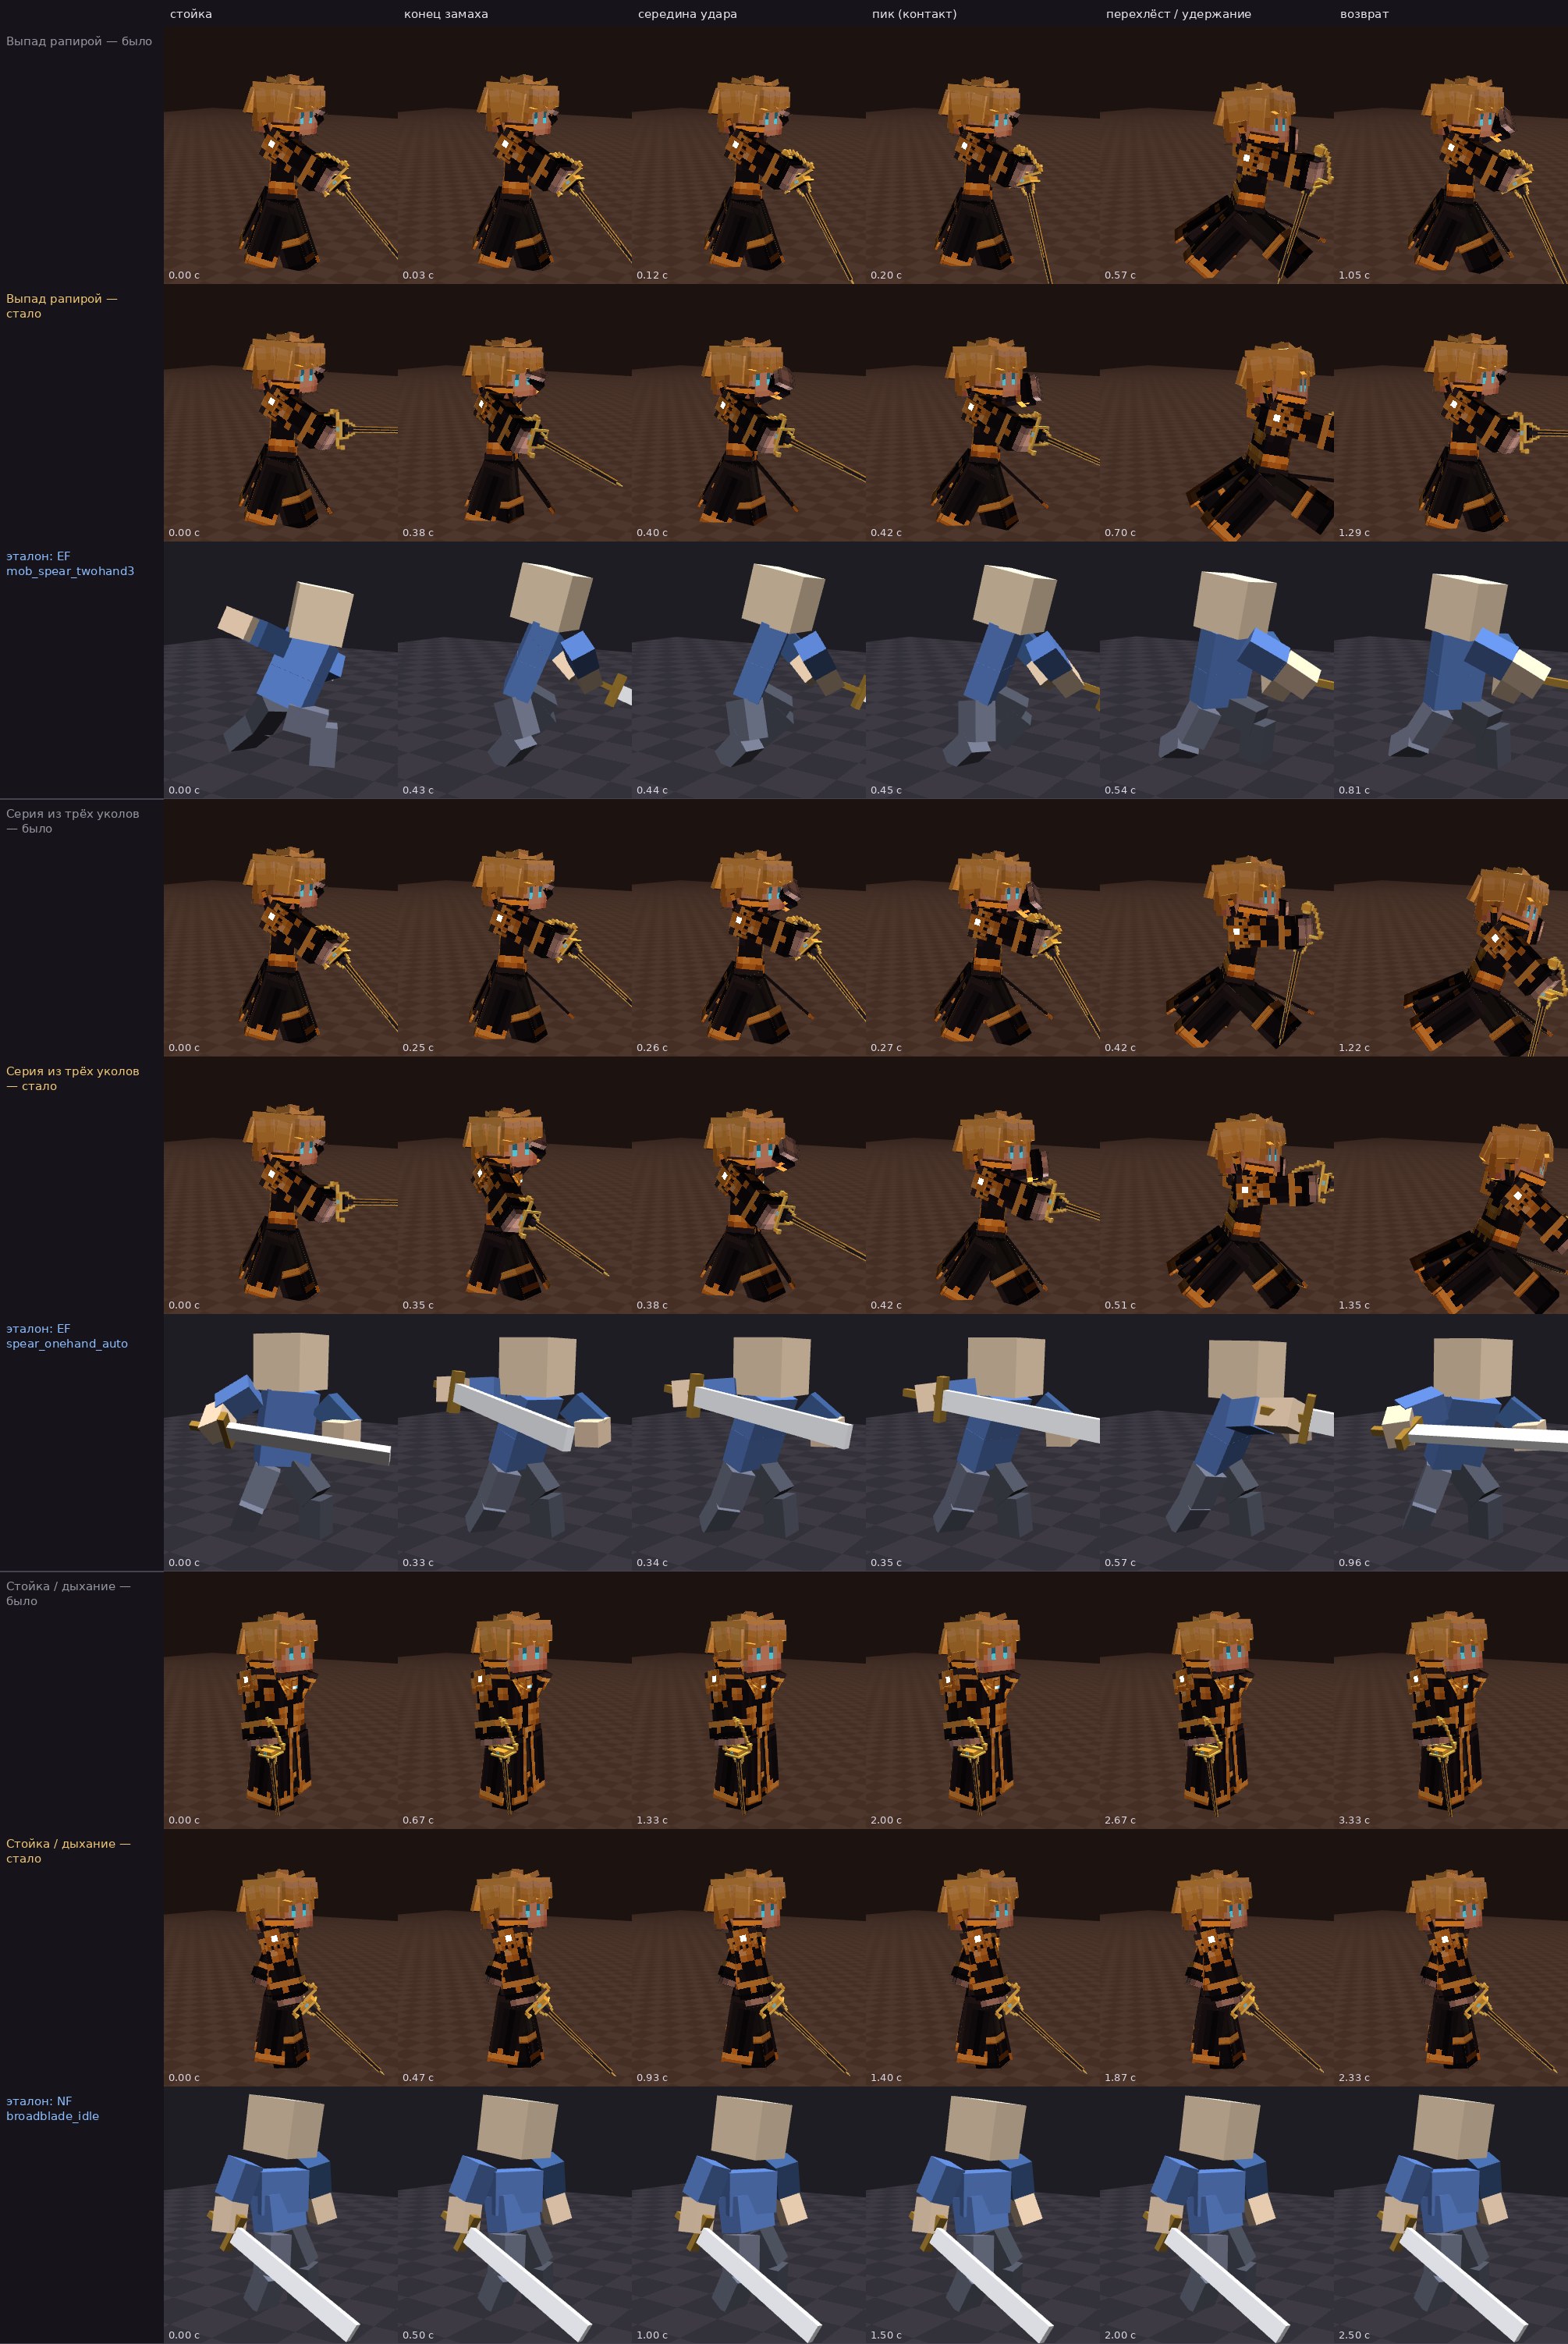 стойка конец замаха середина удара пик (контакт) перехлёст / удержание возврат
Выпад рапирой — было
0.00 с 0.03 с 0.12 с 0.20 с 0.57 с 1.05 с
Выпад рапирой —
стало
0.00 с 0.38 с 0.40 с 0.42 с 0.70 с 1.29 с
эталон: EF
mob_spear_twohand3
0.00 с 0.43 с 0.44 с 0.45 с 0.54 с 0.81 с
Серия из трёх уколов
— было
0.00 с 0.25 с 0.26 с 0.27 с 0.42 с 1.22 с
Серия из трёх уколов
— стало
0.00 с 0.35 с 0.38 с 0.42 с 0.51 с 1.35 с
эталон: EF
spear_onehand_auto
0.00 с 0.33 с 0.34 с 0.35 с 0.57 с 0.96 с
Стойка / дыхание —
было
0.00 с 0.67 с 1.33 с 2.00 с 2.67 с 3.33 с
Стойка / дыхание —
стало
0.00 с 0.47 с 0.93 с 1.40 с 1.87 с 2.33 с
эталон: NF
broadblade_idle
0.00 с 0.50 с 1.00 с 1.50 с 2.00 с 2.50 с